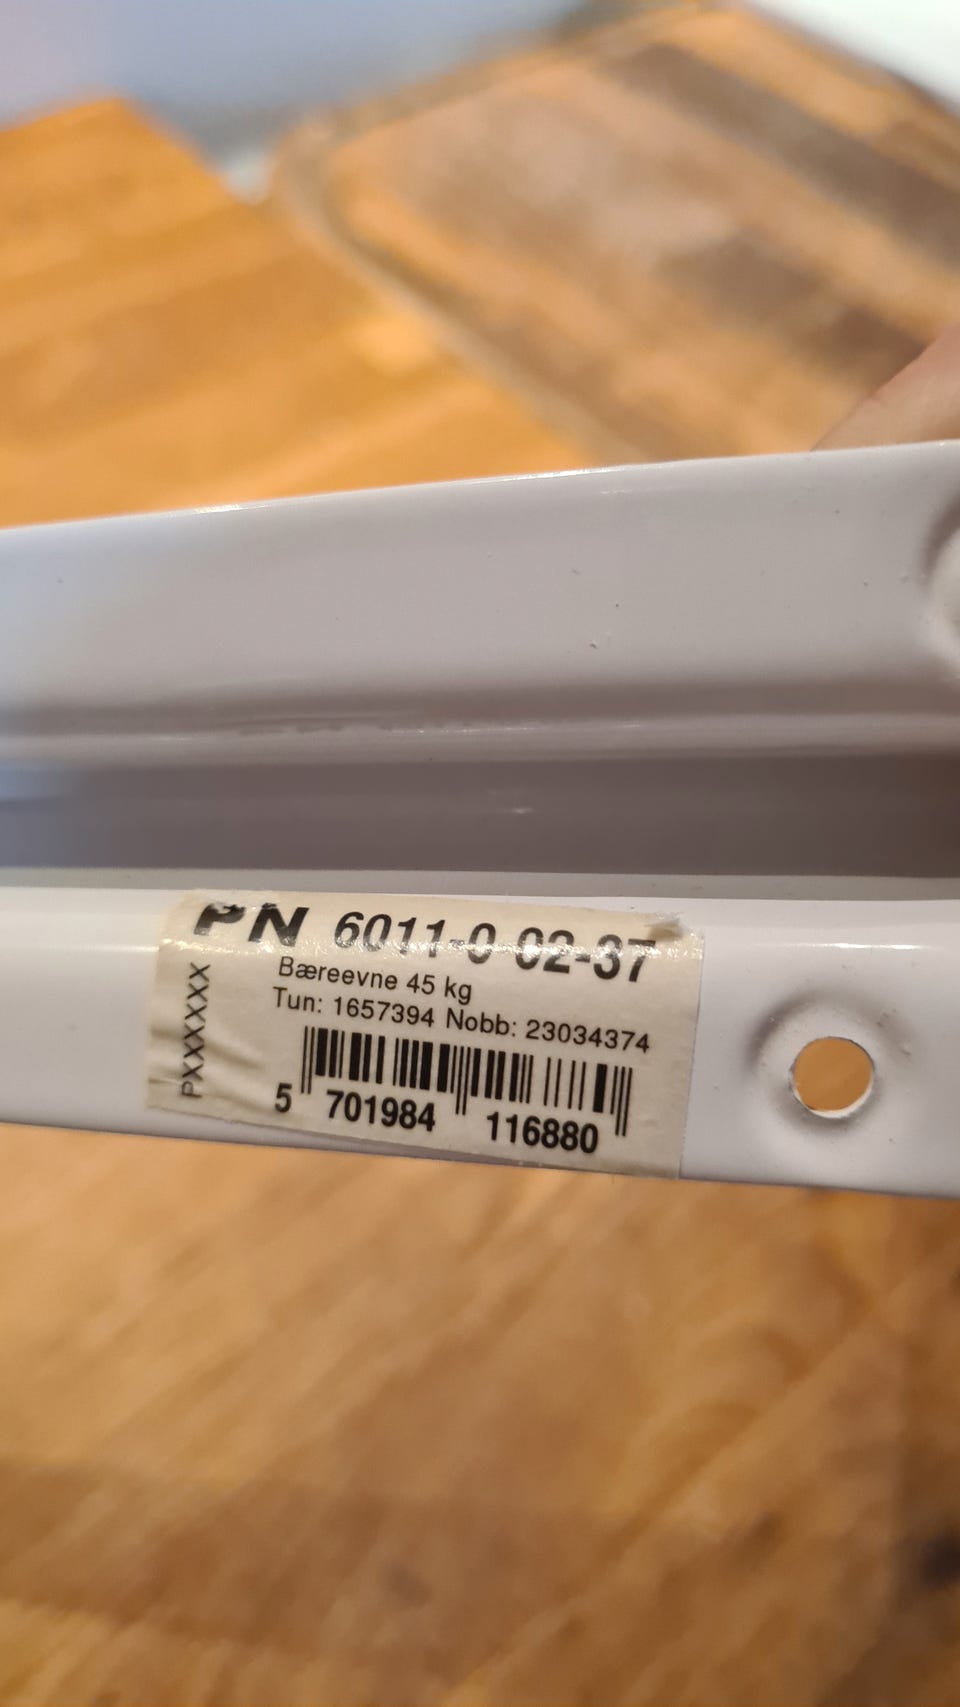 PN 6011-0-02-37
Bæreevne 45 kg
Tun: 1657394 Nobb: 23034374
PXXXXXX
5 701984 116880